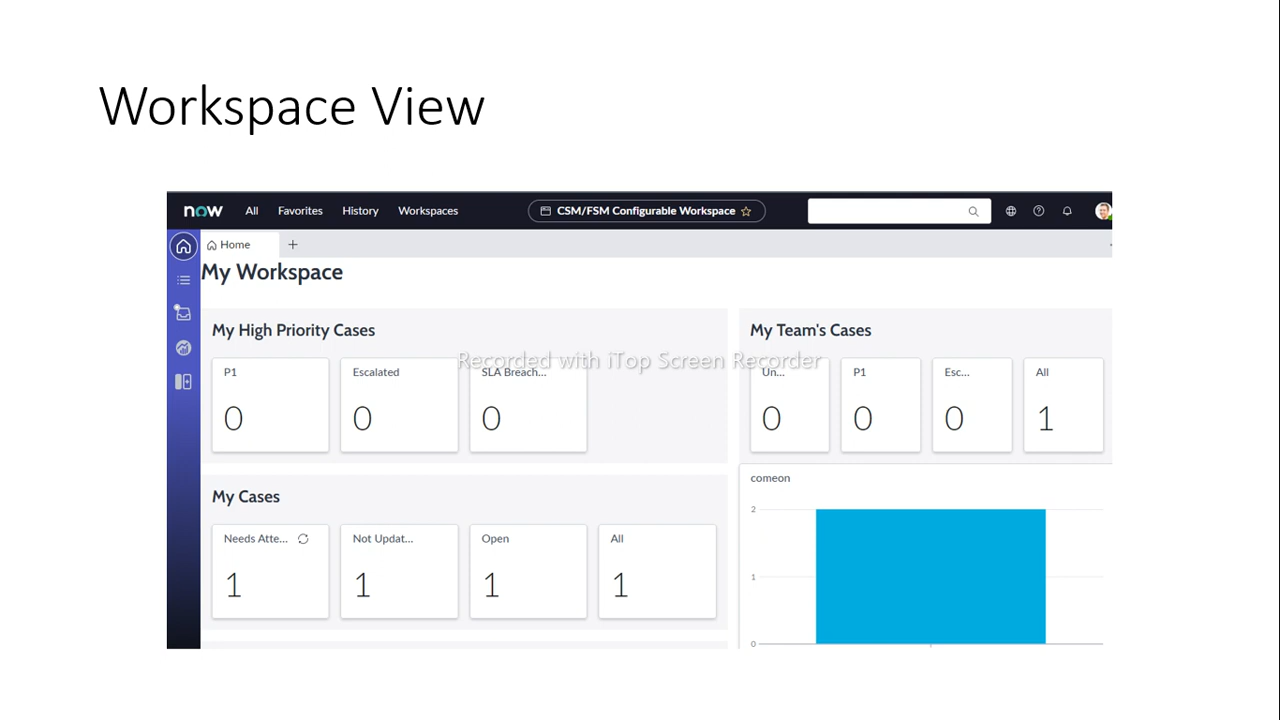 Workspace View
now All Favorites History Workspaces CSM/FSM Configurable Workspace
Home
My Workspace
My High Priority Cases
P1 Escalated SLA Breach...
0 0 0
My Team's Cases
Un... P1 Esc... All
0 0 0 1
Recorded with iTop Screen Recorder
My Cases
Needs Atte... Not Updat... Open All
1 1 1 1
comeon
2
1
0